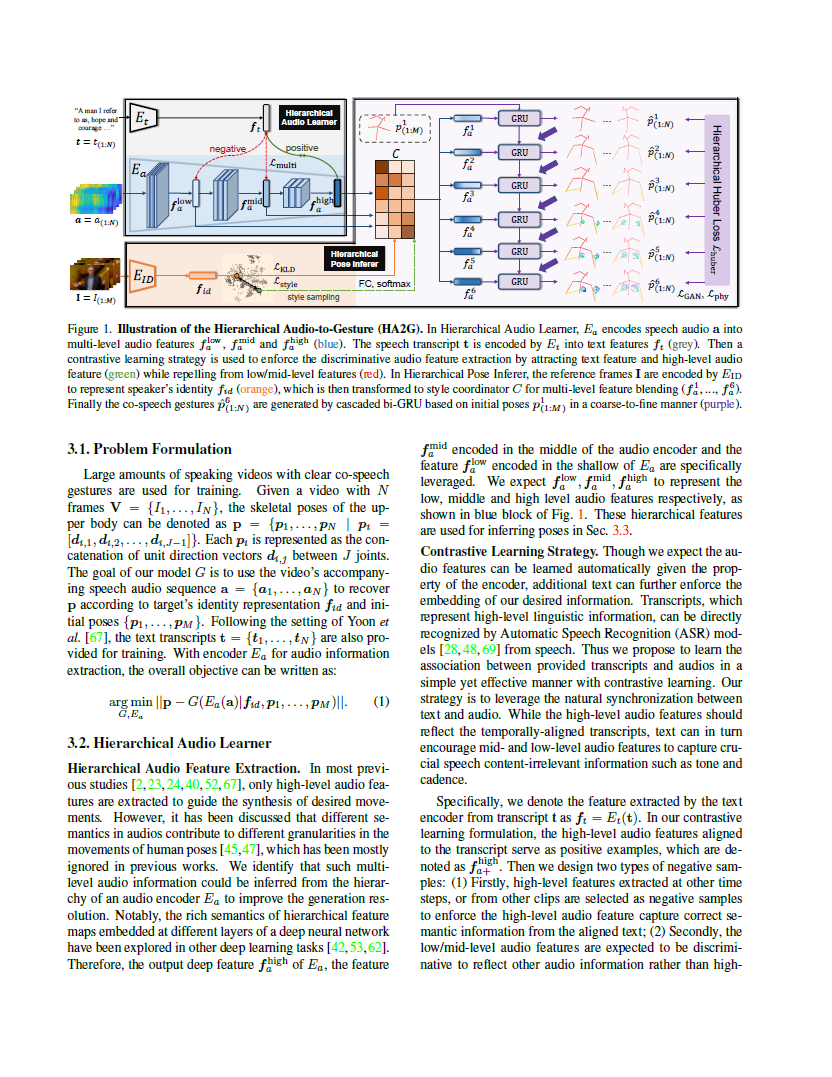 "A man I refer
to as, hope and
courage ..."
t = t(1:N)
a = a(1:N)
I = I(1:M)
Et
ft
Hierarchical
Audio Learner
negative
positive
Lmulti
Ea
fa^low
fa^mid
fa^high
EID
fid
LKLD
Lstyle
style sampling
Hierarchical
Pose Inferer
FC, softmax
C
p^1(1:M)
fa^1
GRU
p̂^1(1:N)
fa^2
GRU
p̂^2(1:N)
fa^3
GRU
p̂^3(1:N)
fa^4
GRU
p̂^4(1:N)
fa^5
GRU
p̂^5(1:N)
fa^6
GRU
p̂^6(1:N)
LGAN, Lphy
Hierarchical Huber Loss Lhuber
Figure 1. Illustration of the Hierarchical Audio-to-Gesture (HA2G). In Hierarchical Audio Learner, Ea encodes speech audio a into
multi-level audio features fa^low, fa^mid and fa^high (blue). The speech transcript t is encoded by Et into text features ft (grey). Then a
contrastive learning strategy is used to enforce the discriminative audio feature extraction by attracting text feature and high-level audio
feature (green) while repelling from low/mid-level features (red). In Hierarchical Pose Inferer, the reference frames I are encoded by EID
to represent speaker's identity fid (orange), which is then transformed to style coordinator C for multi-level feature blending (fa^1, ..., fa^6).
Finally the co-speech gestures p̂^6(1:N) are generated by cascaded bi-GRU based on initial poses p^1(1:M) in a coarse-to-fine manner (purple).
3.1. Problem Formulation
Large amounts of speaking videos with clear co-speech
gestures are used for training. Given a video with N
frames V = {I1, . . . , IN}, the skeletal poses of the up-
per body can be denoted as p = {p1, . . . , pN | pi =
[di,1, di,2, . . . , di,J−1]}. Each pi is represented as the con-
catenation of unit direction vectors di,j between J joints.
The goal of our model G is to use the video's accompany-
ing speech audio sequence a = {a1, . . . , aN} to recover
p according to target's identity representation fid and ini-
tial poses {p1, . . . , pM}. Following the setting of Yoon et
al. [67], the text transcripts t = {t1, . . . , tN} are also pro-
vided for training. With encoder Ea for audio information
extraction, the overall objective can be written as:
arg min ||p − G(Ea(a)|fid, p1, . . . , pM)||. (1)
G,Ea
3.2. Hierarchical Audio Learner
Hierarchical Audio Feature Extraction. In most previ-
ous studies [2,23,24,40,52,67], only high-level audio fea-
tures are extracted to guide the synthesis of desired move-
ments. However, it has been discussed that different se-
mantics in audios contribute to different granularities in the
movements of human poses [45,47], which has been mostly
ignored in previous works. We identify that such multi-
level audio information could be inferred from the hierar-
chy of an audio encoder Ea to improve the generation res-
olution. Notably, the rich semantics of hierarchical feature
maps embedded at different layers of a deep neural network
have been explored in other deep learning tasks [42,53,62].
Therefore, the output deep feature fa^high of Ea, the feature
fa^mid encoded in the middle of the audio encoder and the
feature fa^low encoded in the shallow of Ea are specifically
leveraged. We expect fa^low, fa^mid, fa^high to represent the
low, middle and high level audio features respectively, as
shown in blue block of Fig. 1. These hierarchical features
are used for inferring poses in Sec. 3.3.
Contrastive Learning Strategy. Though we expect the au-
dio features can be learned automatically given the prop-
erty of the encoder, additional text can further enforce the
embedding of our desired information. Transcripts, which
represent high-level linguistic information, can be directly
recognized by Automatic Speech Recognition (ASR) mod-
els [28,48,69] from speech. Thus we propose to learn the
association between provided transcripts and audios in a
simple yet effective manner with contrastive learning. Our
strategy is to leverage the natural synchronization between
text and audio. While the high-level audio features should
reflect the temporally-aligned transcripts, text can in turn
encourage mid- and low-level audio features to capture cru-
cial speech content-irrelevant information such as tone and
cadence.
Specifically, we denote the feature extracted by the text
encoder from transcript t as ft = Et(t). In our contrastive
learning formulation, the high-level audio features aligned
to the transcript serve as positive examples, which are de-
noted as fa+^high. Then we design two types of negative sam-
ples: (1) Firstly, high-level features extracted at other time
steps, or from other clips are selected as negative samples
to enforce the high-level audio feature capture correct se-
mantic information from the aligned text; (2) Secondly, the
low/mid-level audio features are expected to be discrimi-
native to reflect other audio information rather than high-